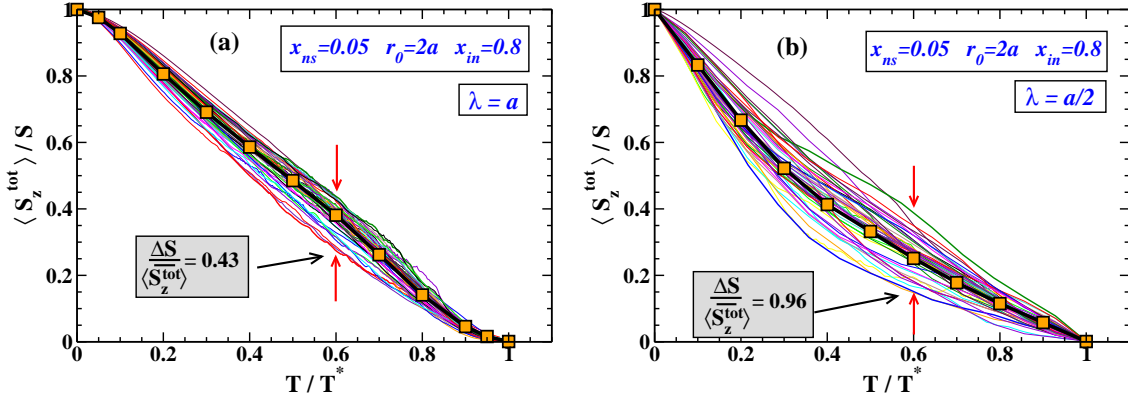 (a)
x_ns=0.05 r_0=2a x_in=0.8
λ = a
ΔS
⟨S_z^tot⟩ = 0.43
⟨ S_z^tot ⟩ / S
1
0.8
0.6
0.4
0.2
0
0 0.2 0.4 0.6 0.8 1
T / T^*
(b)
x_ns=0.05 r_0=2a x_in=0.8
λ = a/2
ΔS
⟨S_z^tot⟩ = 0.96
⟨ S_z^tot ⟩ / S
1
0.8
0.6
0.4
0.2
0
0 0.2 0.4 0.6 0.8 1
T / T^*